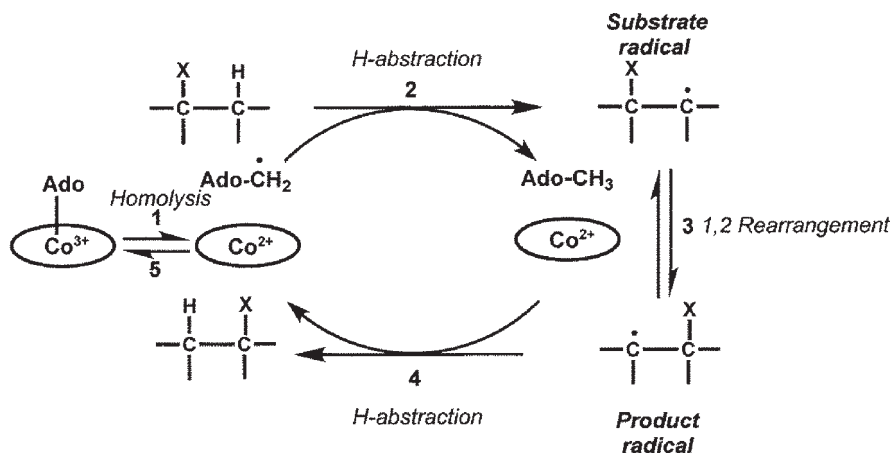 Substrate
radical
X H
C C
H-abstraction
2
X
C C
Ado-CH₂
Ado-CH₃
Ado
Homolysis
1
Co³⁺
5
Co²⁺
Co²⁺
3 1,2 Rearrangement
H X
C C
4
H-abstraction
X
C C
Product
radical